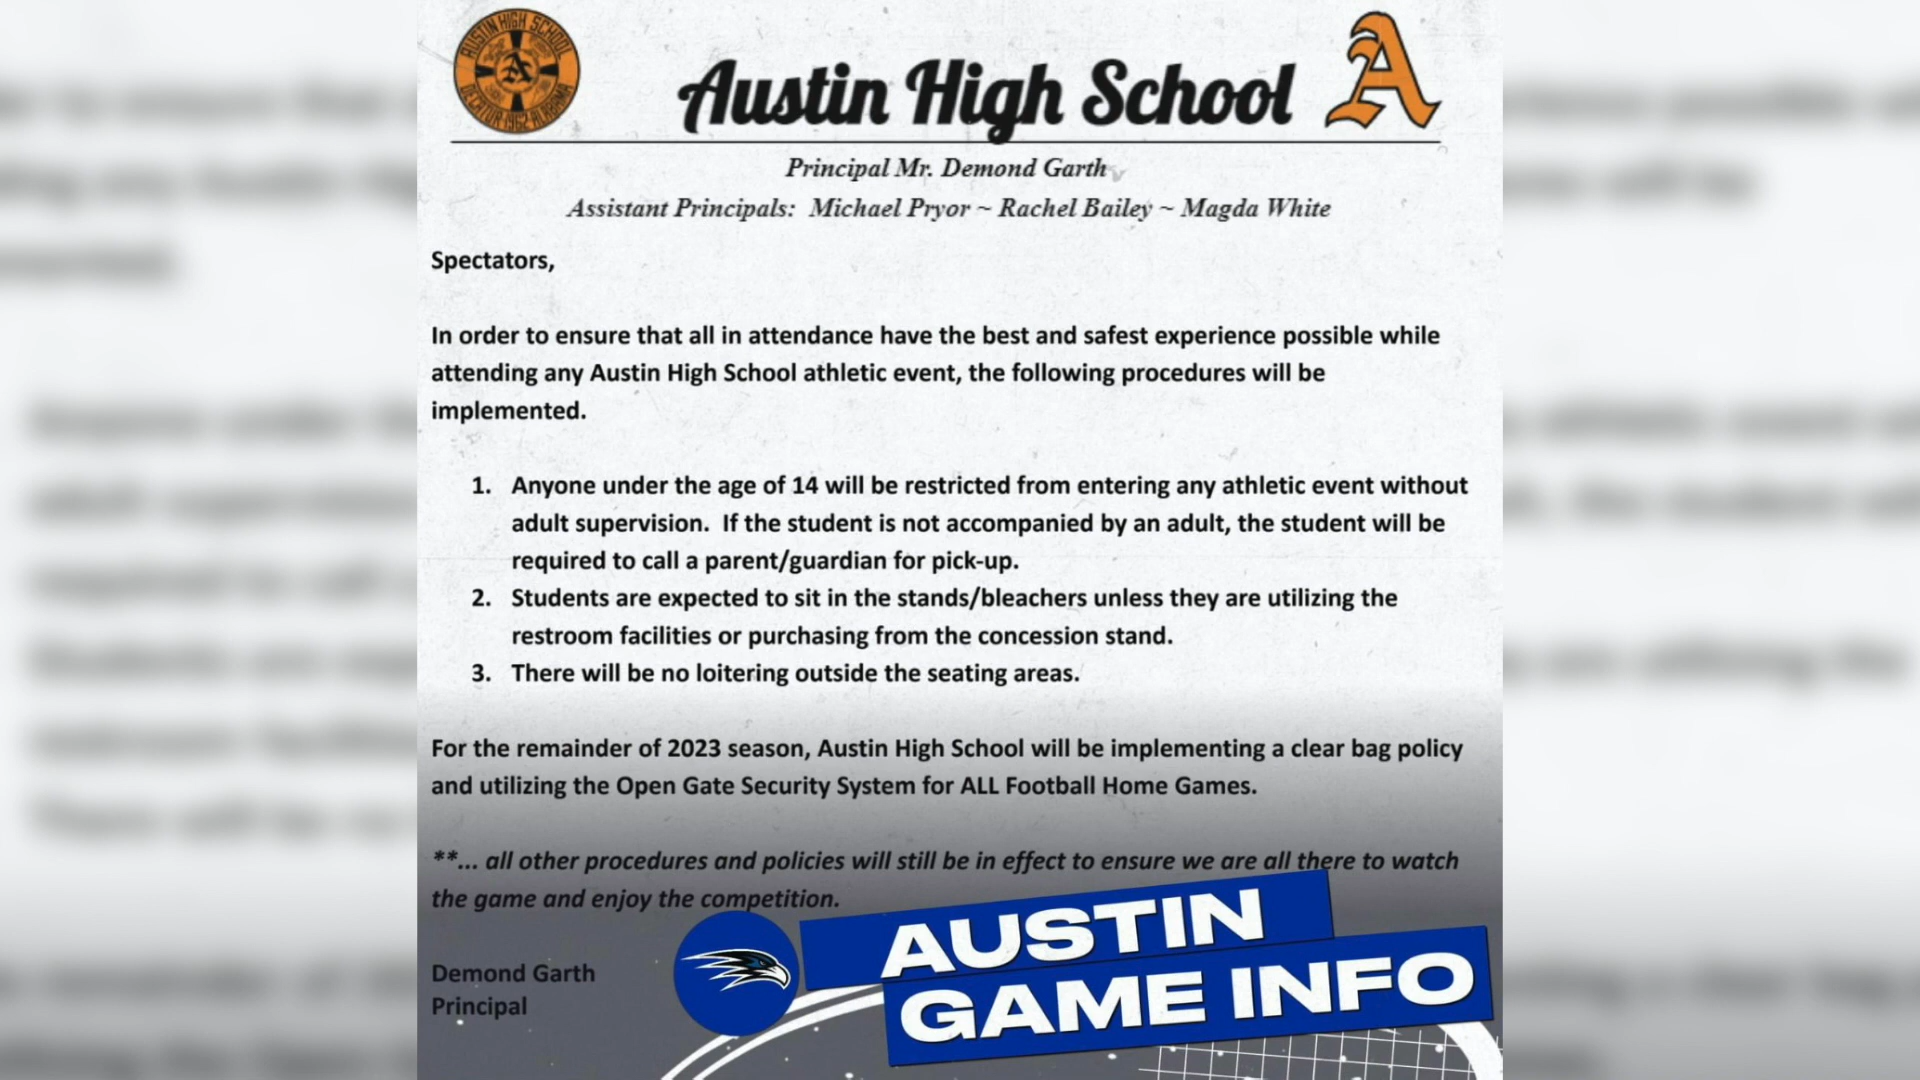 AUSTIN HIGH SCHOOL
A
DECATUR 1962 ALABAMA
Austin High School
A
Principal Mr. Demond Garth
Assistant Principals:  Michael Pryor ~ Rachel Bailey ~ Magda White
Spectators,
In order to ensure that all in attendance have the best and safest experience possible while
attending any Austin High School athletic event, the following procedures will be
implemented.
1. Anyone under the age of 14 will be restricted from entering any athletic event without
adult supervision.  If the student is not accompanied by an adult, the student will be
required to call a parent/guardian for pick-up.
2. Students are expected to sit in the stands/bleachers unless they are utilizing the
restroom facilities or purchasing from the concession stand.
3. There will be no loitering outside the seating areas.
For the remainder of 2023 season, Austin High School will be implementing a clear bag policy
and utilizing the Open Gate Security System for ALL Football Home Games.
**... all other procedures and policies will still be in effect to ensure we are all there to watch
the game and enjoy the competition.
Demond Garth
Principal
AUSTIN
GAME INFO